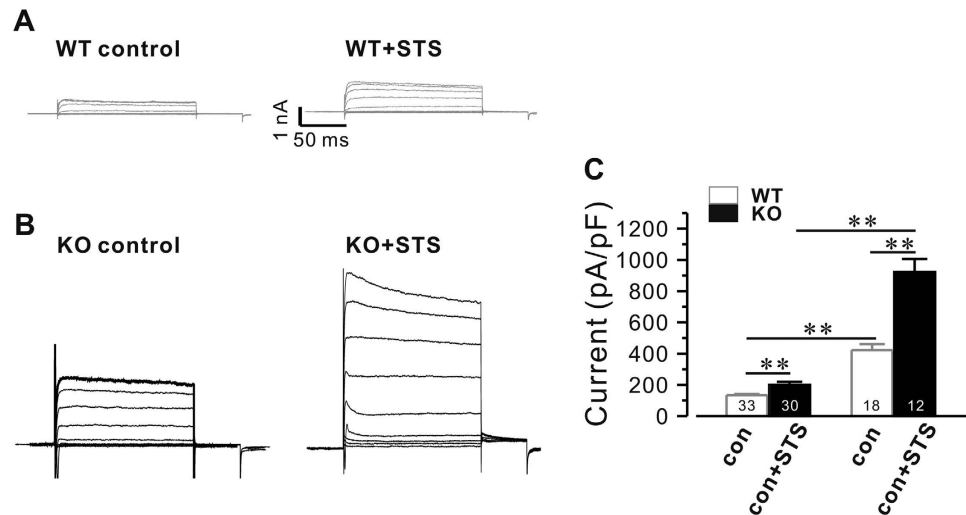 A
WT control
WT+STS
1 nA
50 ms
B
KO control
KO+STS
C
WT
KO
Current (pA/pF)
1200
1000
800
600
400
200
0
**
**
**
**
33
30
18
12
con
con+STS
con
con+STS